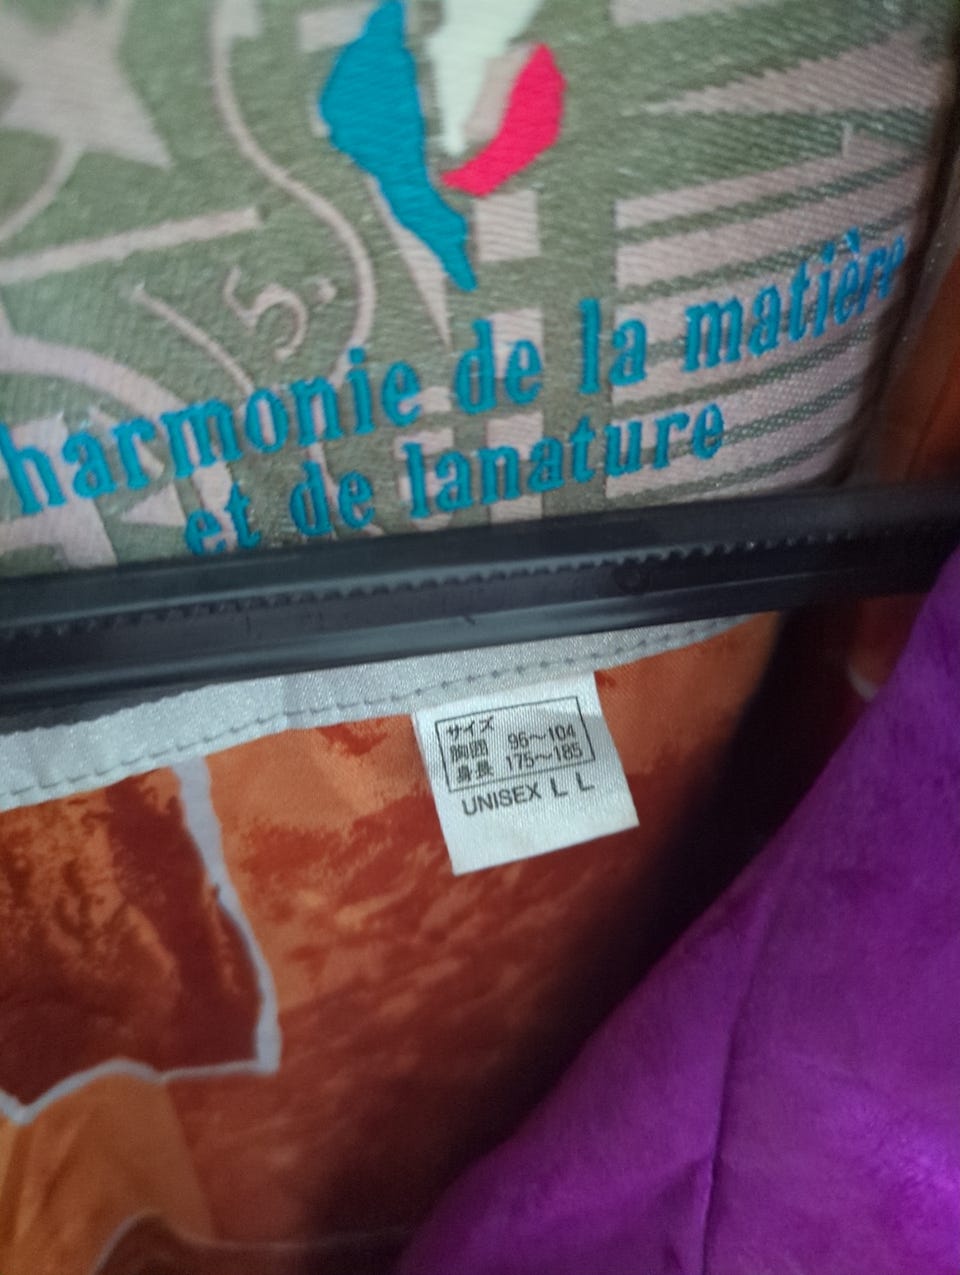 5.
harmonie de la matière
et de lanature
サイズ
胸囲 96〜104
身長 175〜185
UNISEX L L